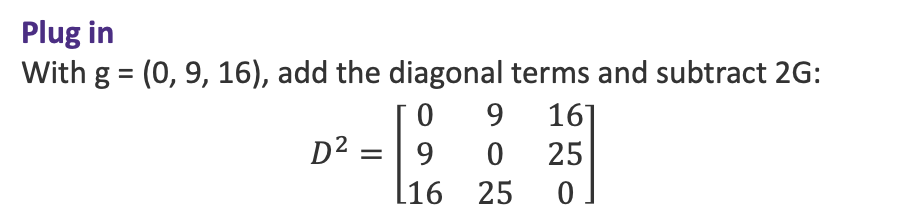 Plug in
With g = (0, 9, 16), add the diagonal terms and subtract 2G:
D² = [0 9 16
9 0 25
16 25 0]